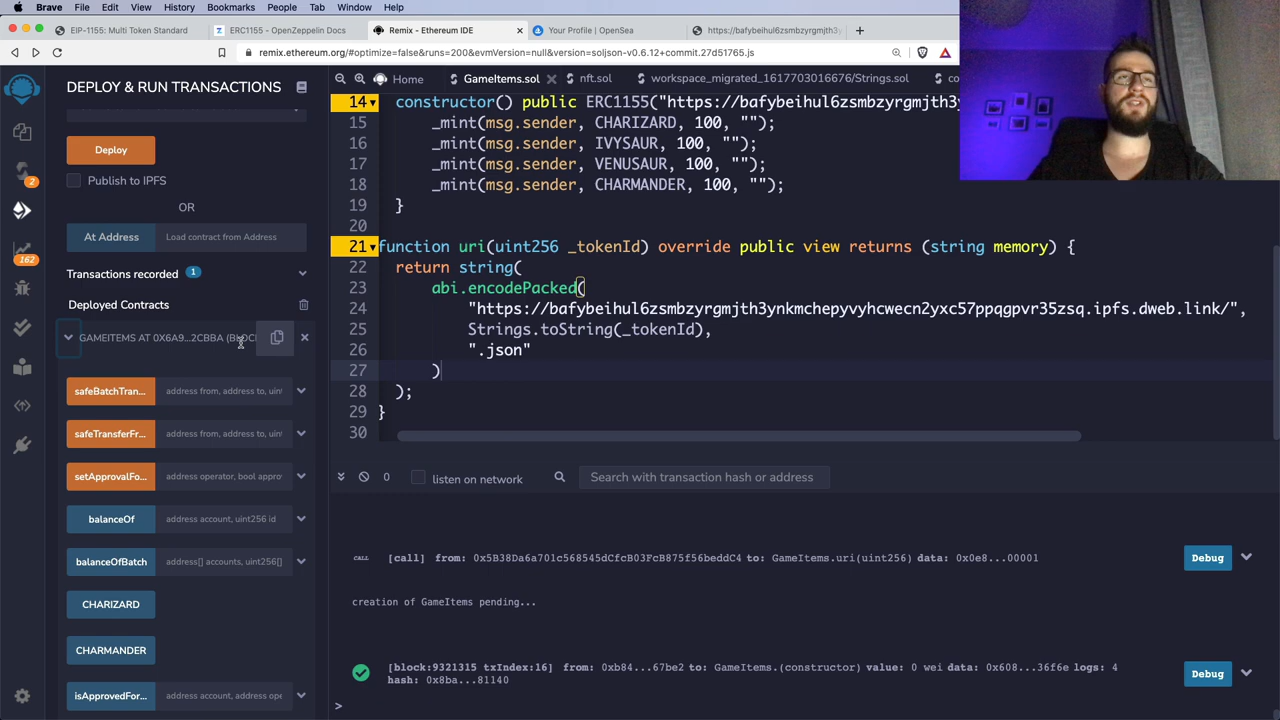 Brave File Edit View History Bookmarks People Tab Window Help
EIP-1155: Multi Token Standard
ERC1155 - OpenZeppelin Docs
Remix - Ethereum IDE
Your Profile | OpenSea
https://bafybeihul6zsmbzyrgmjth3y
remix.ethereum.org/#optimize=false&runs=200&evmVersion=null&version=soljson-v0.6.12+commit.27d51765.js
DEPLOY & RUN TRANSACTIONS
Home
GameItems.sol
nft.sol
workspace_migrated_1617703016676/Strings.sol
Deploy
Publish to IPFS
OR
At Address Load contract from Address
Transactions recorded 1
Deployed Contracts
GAMEITEMS AT 0X6A9...2CBBA (BLOC
safeBatchTran... address from, address to, uint
safeTransferFr... address from, address to, uint
setApprovalFo... address operator, bool appro
balanceOf address account, uint256 id
balanceOfBatch address[] accounts, uint256[]
CHARIZARD
CHARMANDER
isApprovedFor... address account, address ope
2
162
14 constructor() public ERC1155("https://bafybeihul6zsmbzyrgmjth3y
15 _mint(msg.sender, CHARIZARD, 100, "");
16 _mint(msg.sender, IVYSAUR, 100, "");
17 _mint(msg.sender, VENUSAUR, 100, "");
18 _mint(msg.sender, CHARMANDER, 100, "");
19 }
20
21 function uri(uint256 _tokenId) override public view returns (string memory) {
22 return string(
23 abi.encodePacked(
24 "https://bafybeihul6zsmbzyrgmjth3ynkmchepyvyhcwecn2yxc57ppqgpvr35zsq.ipfs.dweb.link/",
25 Strings.toString(_tokenId),
26 ".json"
27 )
28 );
29 }
30
0 listen on network Search with transaction hash or address
CALL [call] from: 0x5B38Da6a701c568545dCfcB03FcB875f56beddC4 to: GameItems.uri(uint256) data: 0x0e8...00001 Debug
creation of GameItems pending...
[block:9321315 txIndex:16] from: 0xb84...67be2 to: GameItems.(constructor) value: 0 wei data: 0x608...36f6e logs: 4
hash: 0x8ba...81140
Debug
>